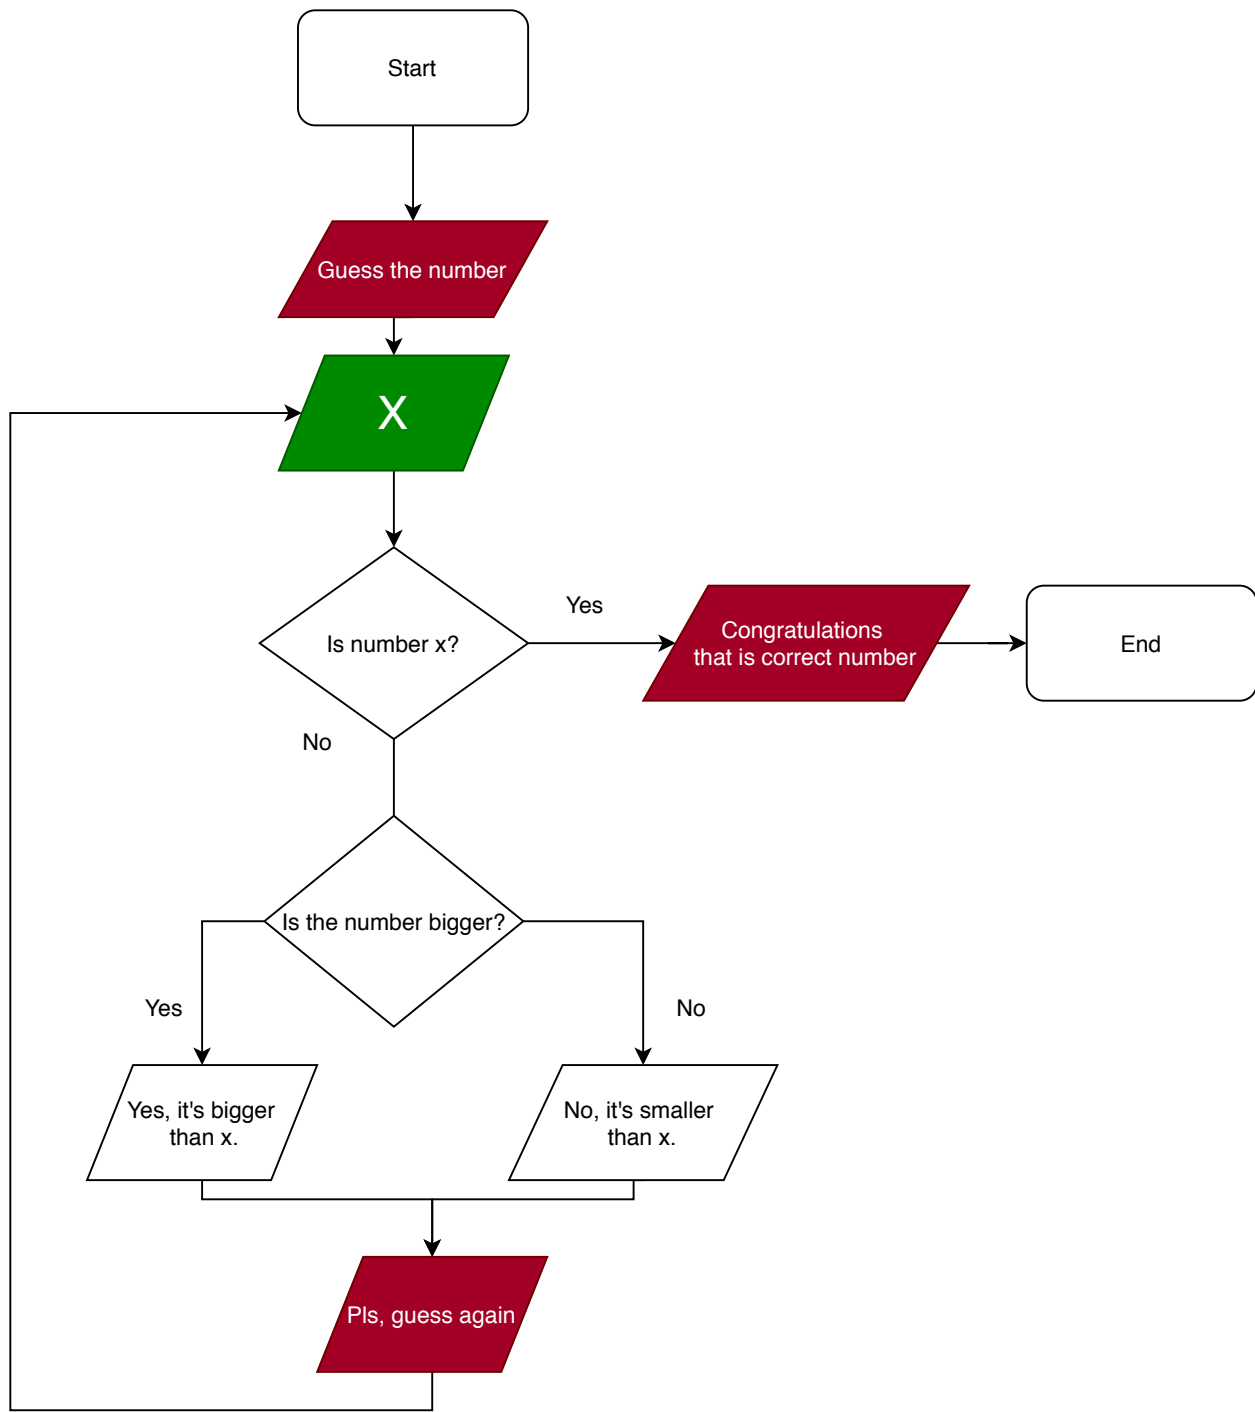 Start
Guess the number
X
Is number x?
Yes
Congratulations
that is correct number
End
No
Is the number bigger?
Yes
No
Yes, it's bigger
than x.
No, it's smaller
than x.
Pls, guess again